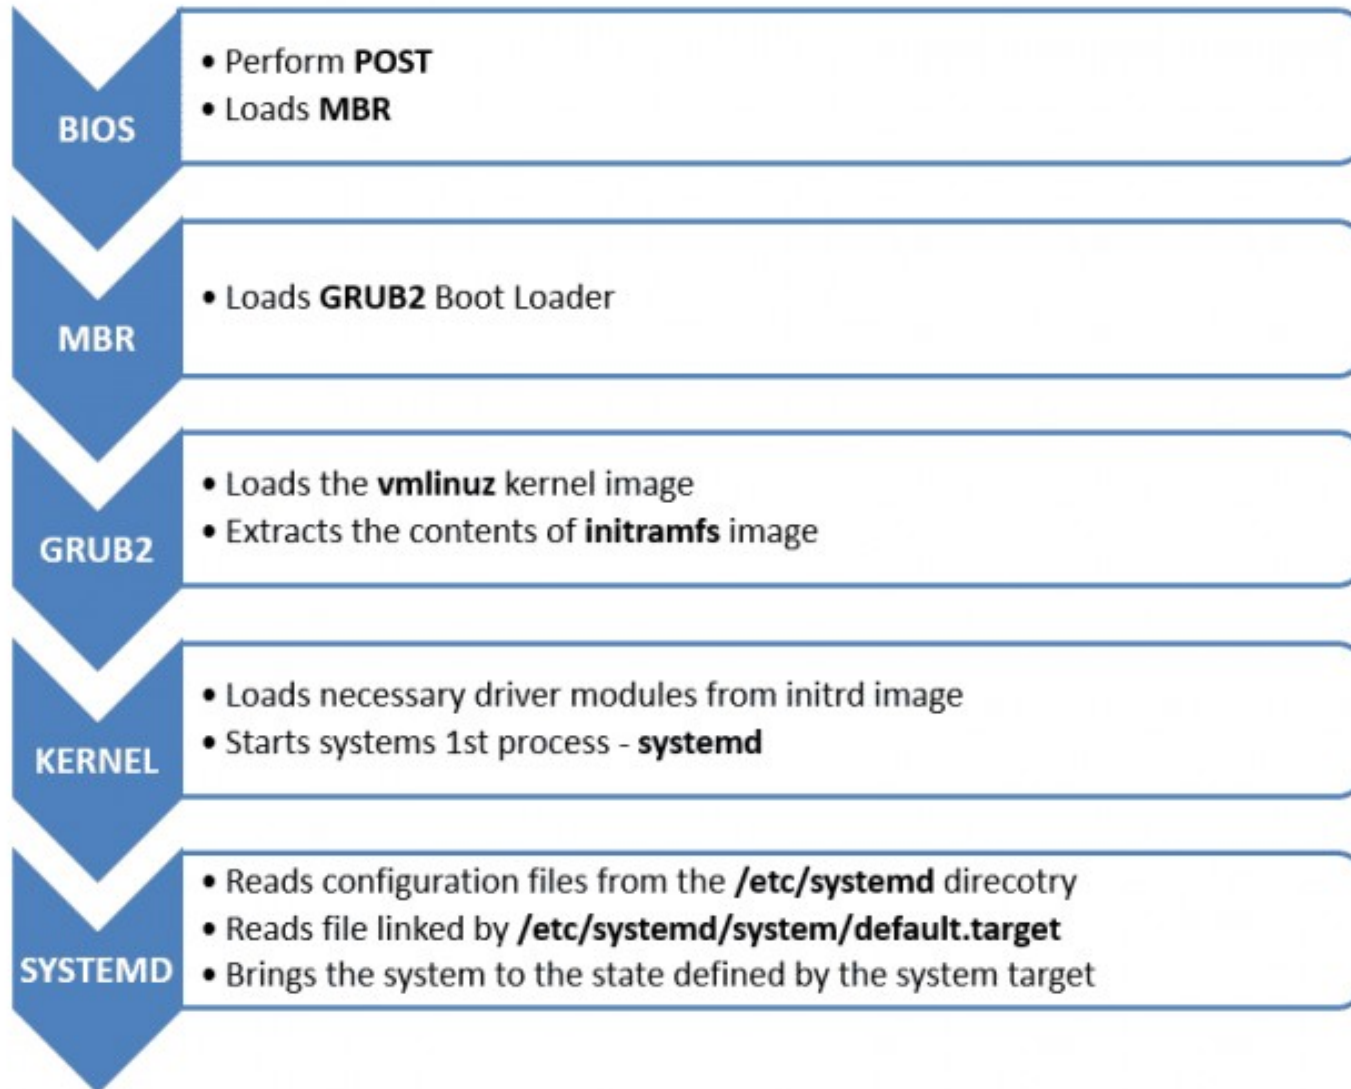 BIOS
• Perform POST
• Loads MBR
MBR
• Loads GRUB2 Boot Loader
GRUB2
• Loads the vmlinuz kernel image
• Extracts the contents of initramfs image
KERNEL
• Loads necessary driver modules from initrd image
• Starts systems 1st process - systemd
SYSTEMD
• Reads configuration files from the /etc/systemd direcotry
• Reads file linked by /etc/systemd/system/default.target
• Brings the system to the state defined by the system target